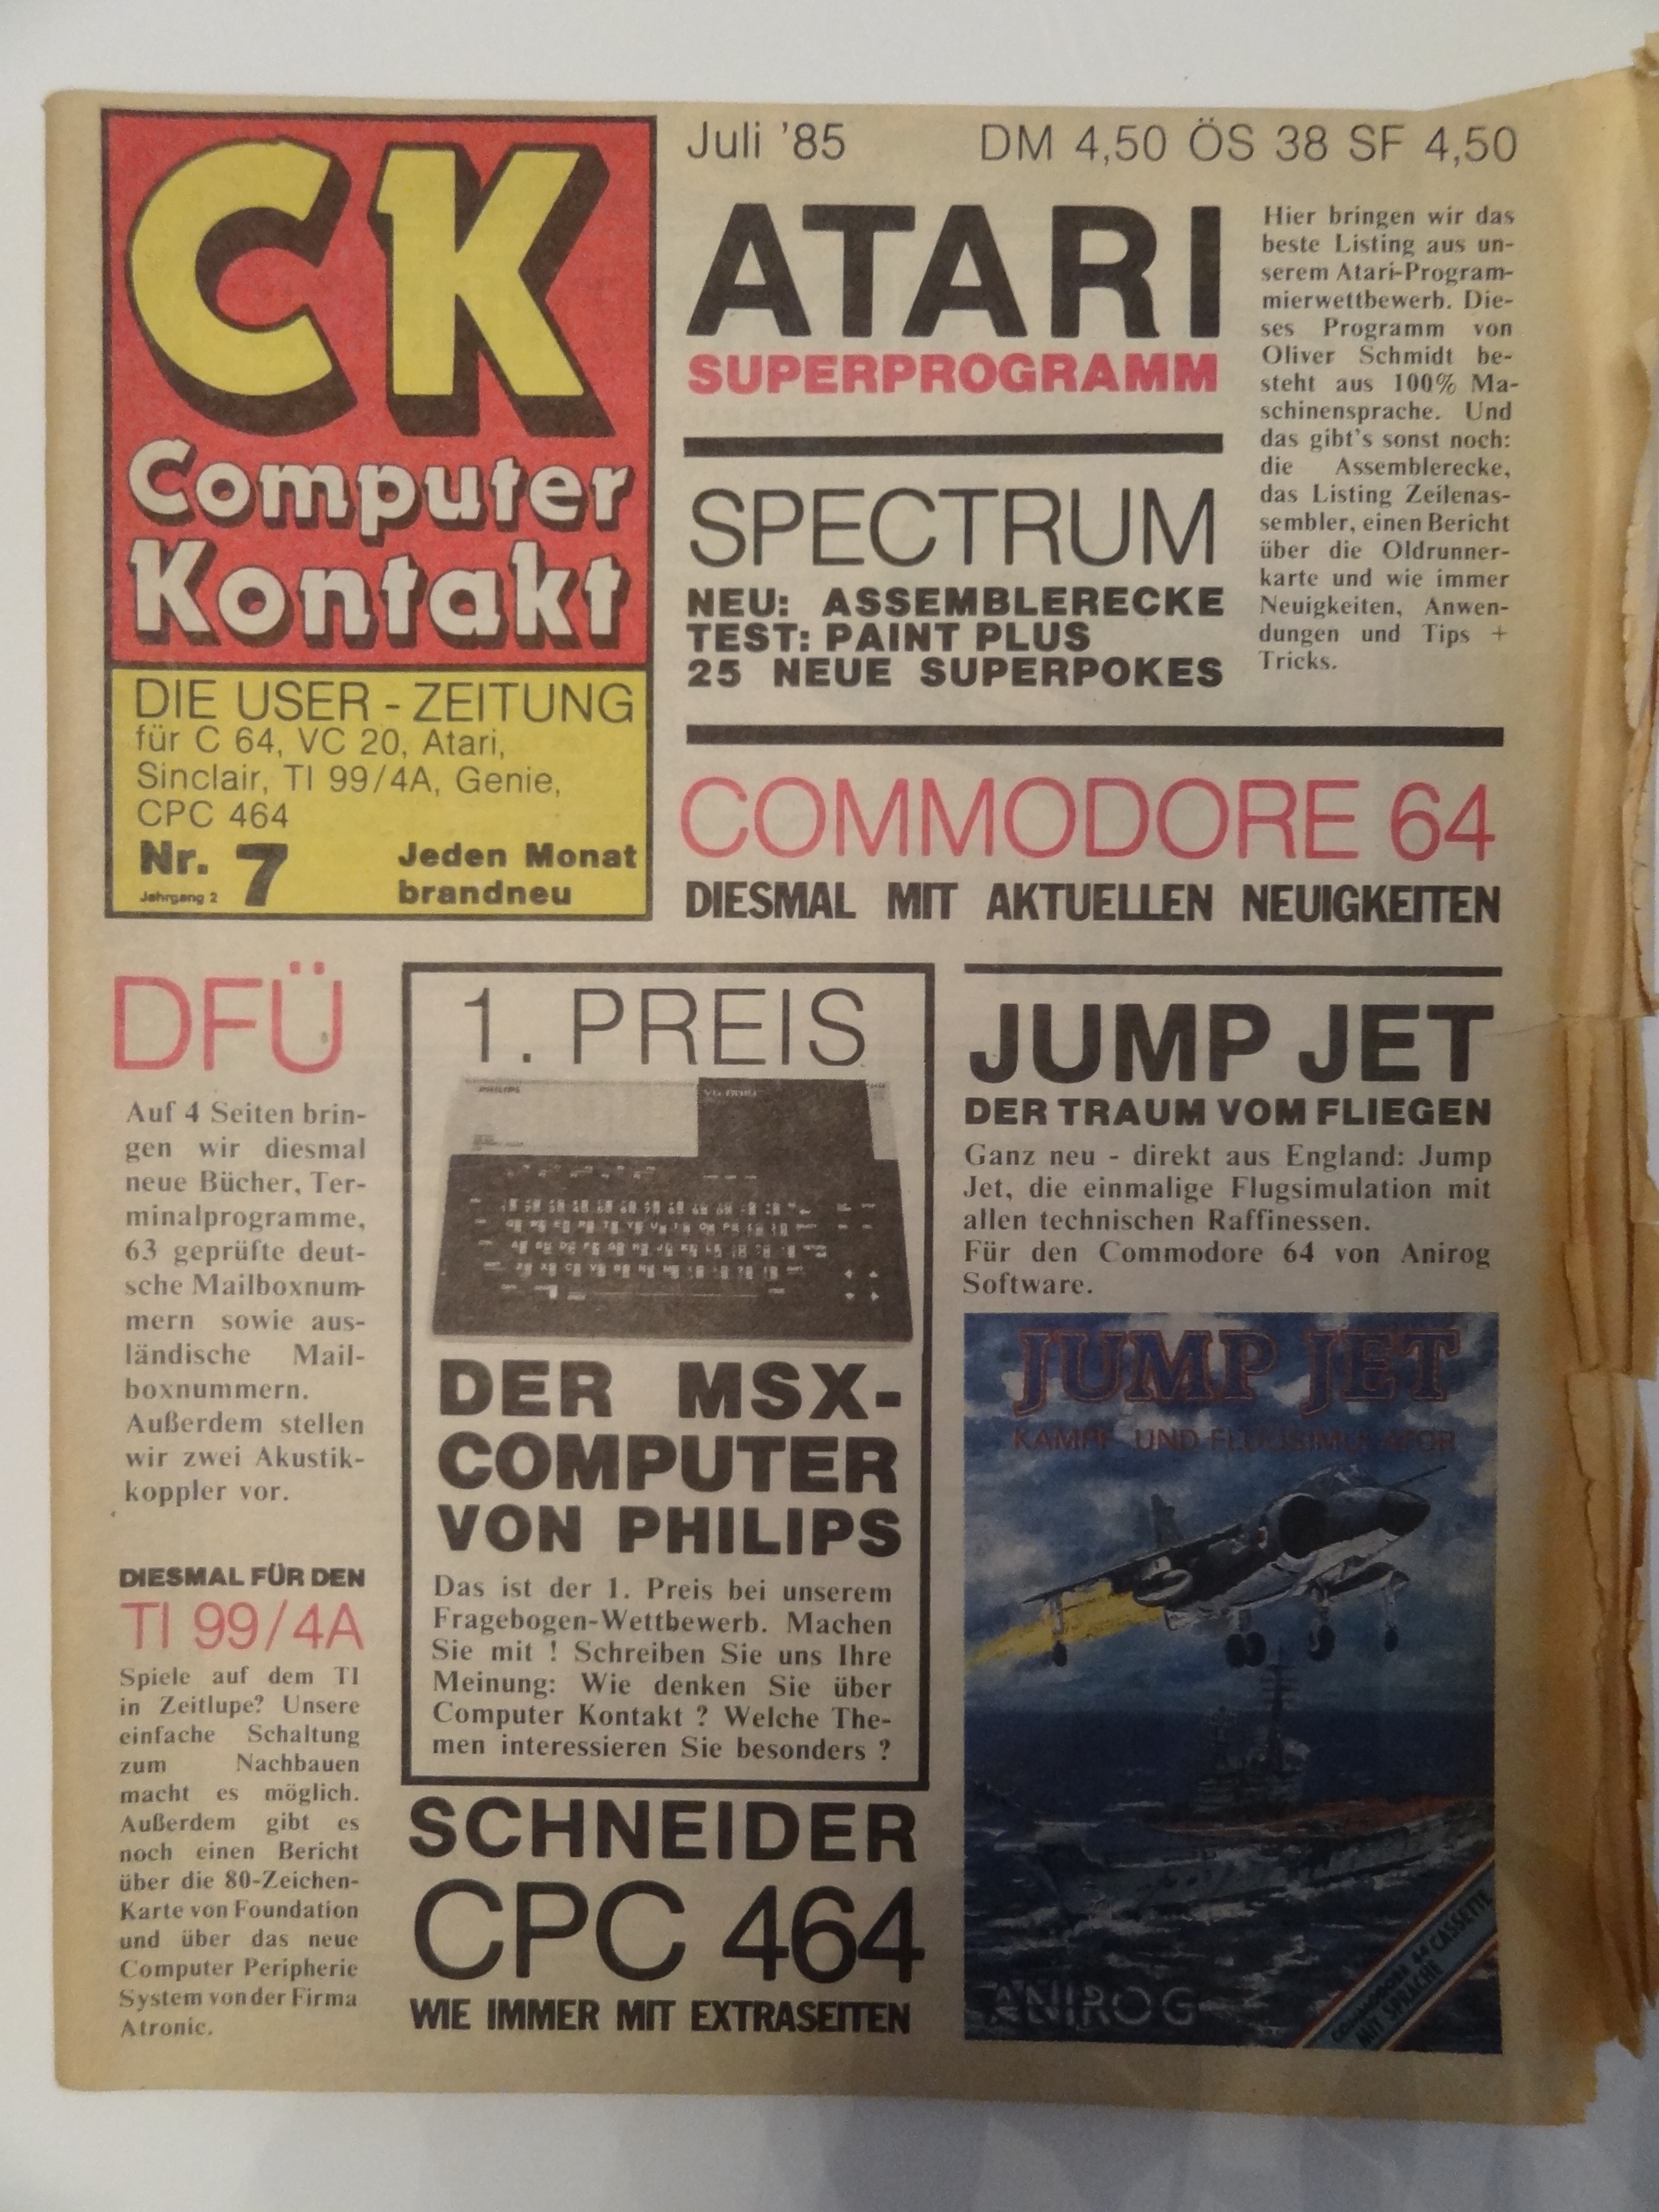 CK
Computer
Kontakt
DIE USER - ZEITUNG
für C 64, VC 20, Atari,
Sinclair, TI 99/4A, Genie,
CPC 464
Nr. 7
Jahrgang 2
Jeden Monat
brandneu
Juli '85
DM 4,50 ÖS 38 SF 4,50
ATARI
SUPERPROGRAMM
Hier bringen wir das
beste Listing aus un-
serem Atari-Program-
mierwettbewerb. Die-
ses Programm von
Oliver Schmidt be-
steht aus 100% Ma-
schinensprache. Und
das gibt's sonst noch:
die Assemblerecke,
das Listing Zeilenas-
sembler, einen Bericht
über die Oldrunner-
karte und wie immer
Neuigkeiten, Anwen-
dungen und Tips +
Tricks.
SPECTRUM
NEU: ASSEMBLERECKE
TEST: PAINT PLUS
25 NEUE SUPERPOKES
COMMODORE 64
DIESMAL MIT AKTUELLEN NEUIGKEITEN
DFÜ
Auf 4 Seiten brin-
gen wir diesmal
neue Bücher, Ter-
minalprogramme,
63 geprüfte deut-
sche Mailboxnum-
mern sowie aus-
ländische Mail-
boxnummern.
Außerdem stellen
wir zwei Akustik-
koppler vor.
DIESMAL FÜR DEN
TI 99/4A
Spiele auf dem TI
in Zeitlupe? Unsere
einfache Schaltung
zum Nachbauen
macht es möglich.
Außerdem gibt es
noch einen Bericht
über die 80-Zeichen-
Karte von Foundation
und über das neue
Computer Peripherie
System von der Firma
Atronic.
1. PREIS
PHILIPS
DER MSX-
COMPUTER
VON PHILIPS
Das ist der 1. Preis bei unserem
Fragebogen-Wettbewerb. Machen
Sie mit ! Schreiben Sie uns Ihre
Meinung: Wie denken Sie über
Computer Kontakt ? Welche The-
men interessieren Sie besonders ?
SCHNEIDER
CPC 464
WIE IMMER MIT EXTRASEITEN
JUMP JET
DER TRAUM VOM FLIEGEN
Ganz neu - direkt aus England: Jump
Jet, die einmalige Flugsimulation mit
allen technischen Raffinessen.
Für den Commodore 64 von Anirog
Software.
JUMP JET
KAMPF UND FLUGSIMULATOR
ANIROG
COMMODORE 64 CASSETTE
MIT SPRACHE